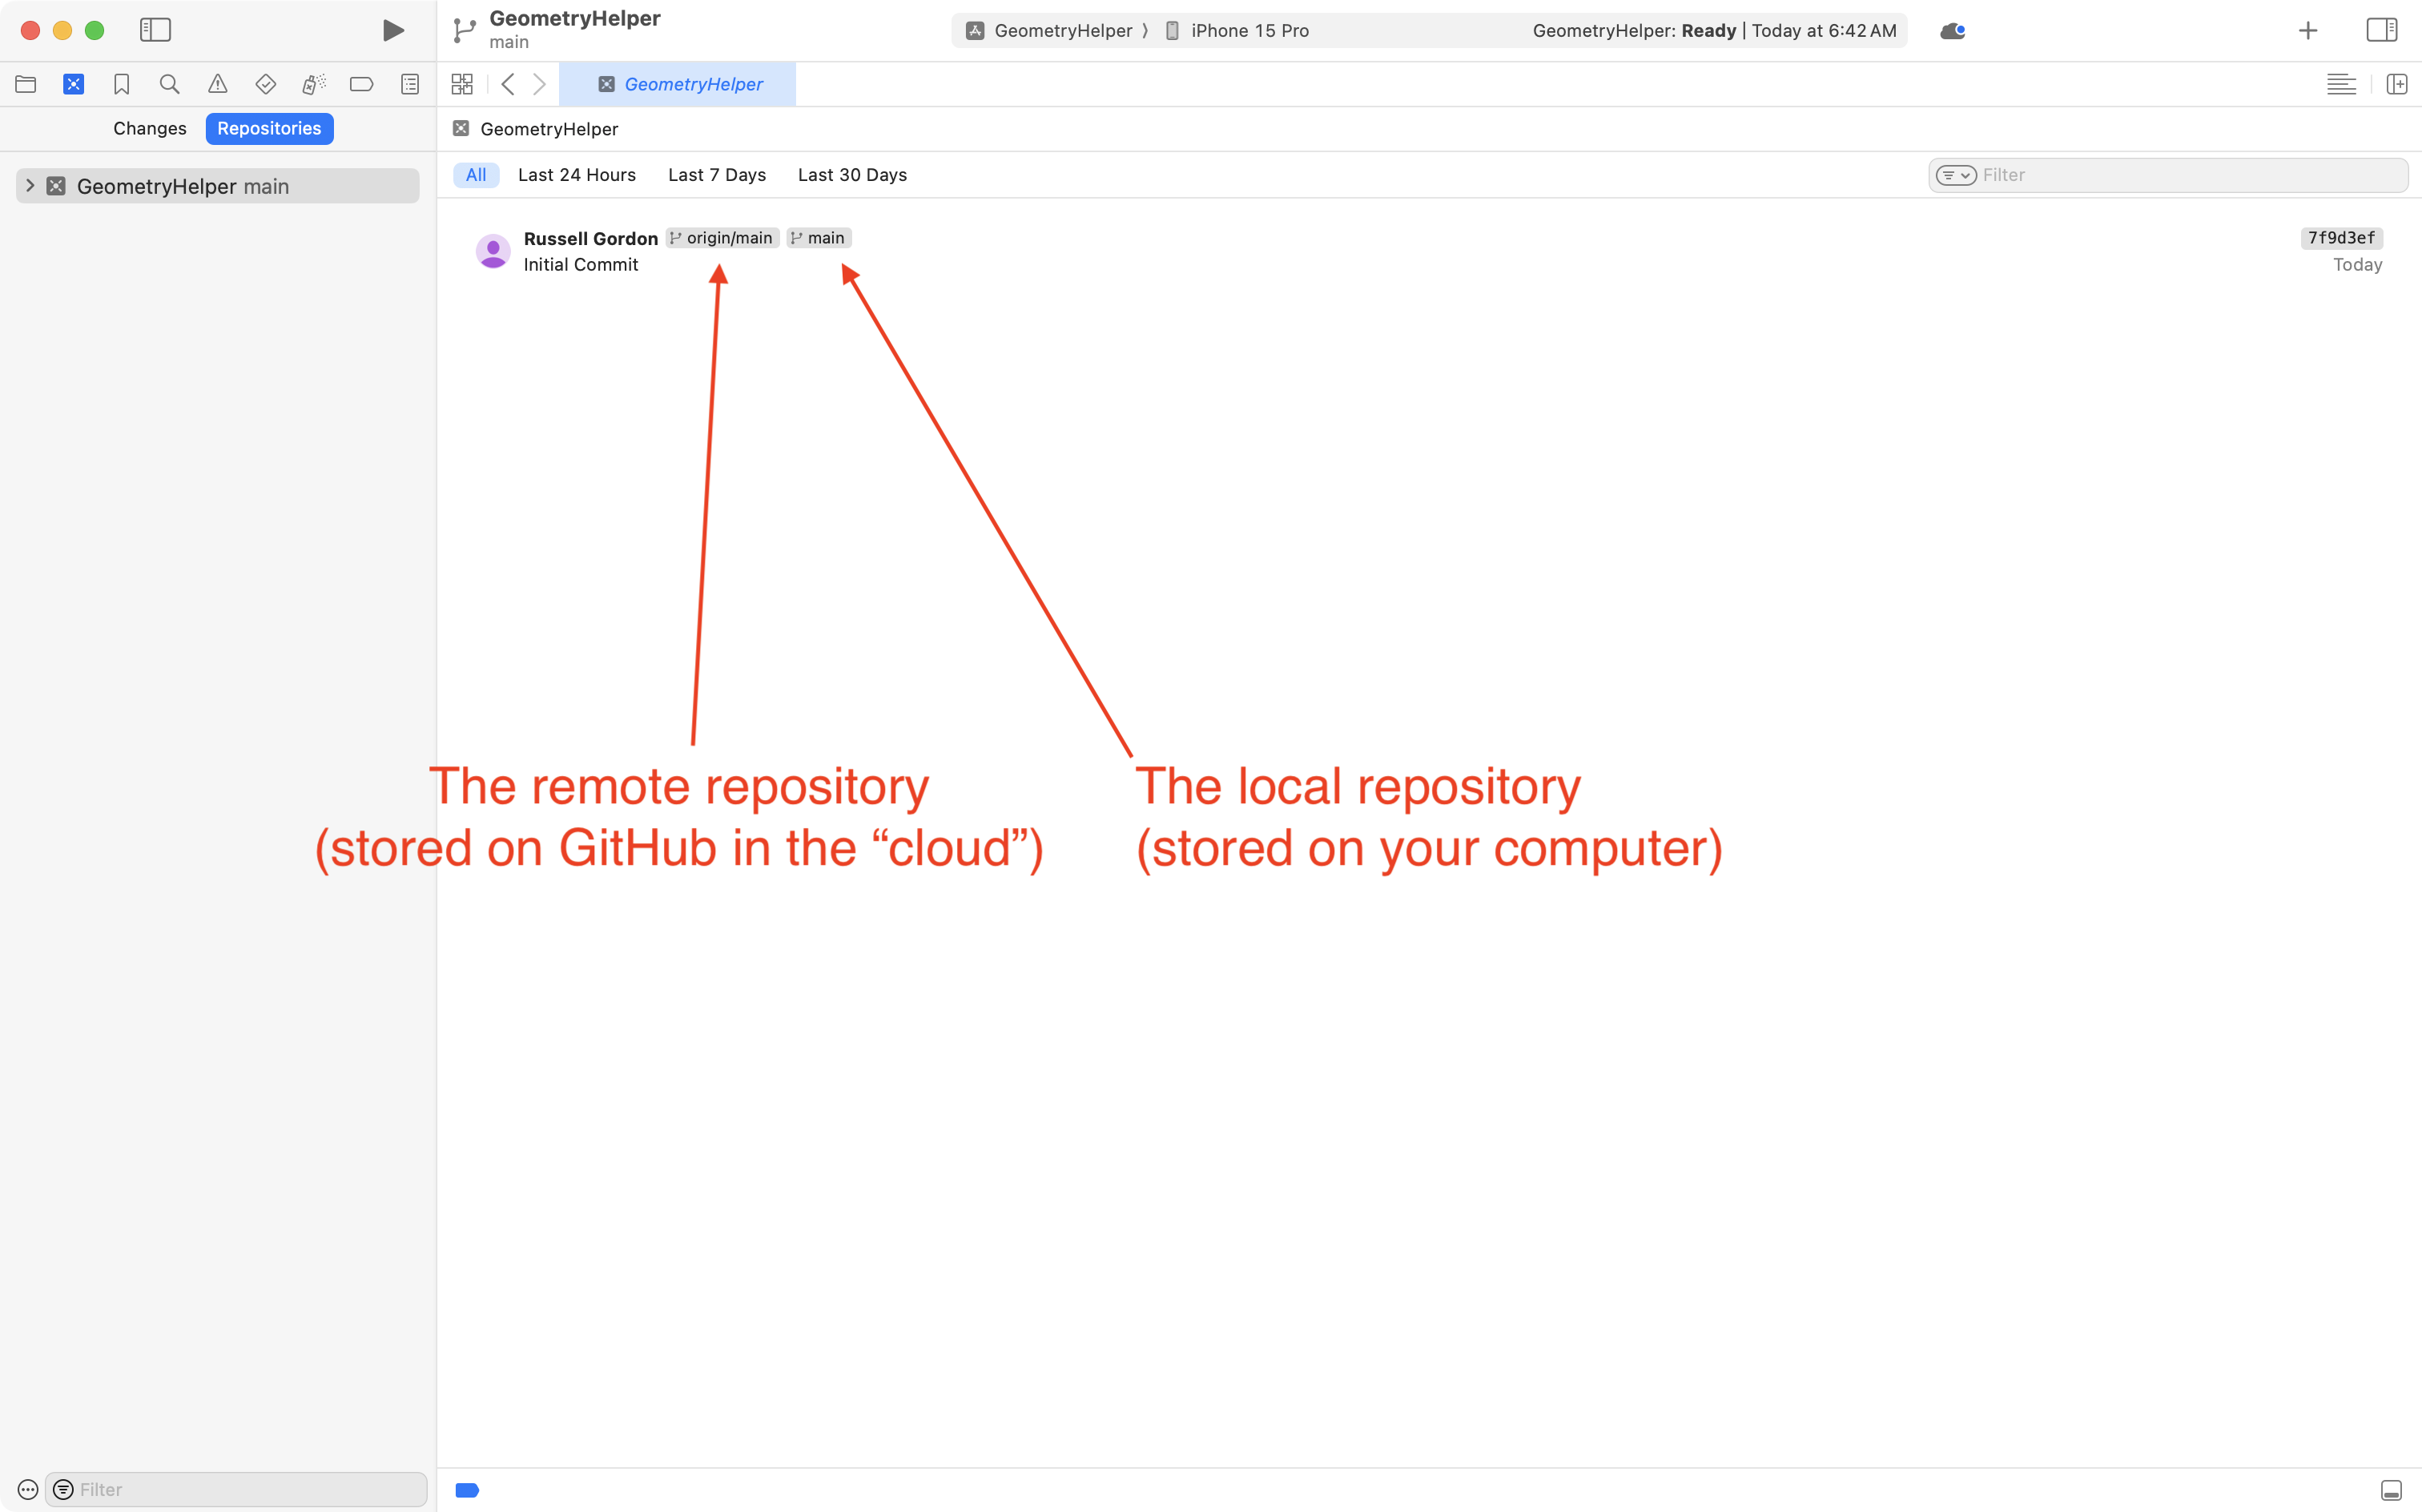 GeometryHelper
main
GeometryHelper 〉 iPhone 15 Pro
GeometryHelper: Ready | Today at 6:42 AM
GeometryHelper
Changes Repositories
GeometryHelper
GeometryHelper main
All Last 24 Hours Last 7 Days Last 30 Days
Filter
Russell Gordon origin/main main
Initial Commit
7f9d3ef
Today
The remote repository
(stored on GitHub in the “cloud”)
The local repository
(stored on your computer)
Filter